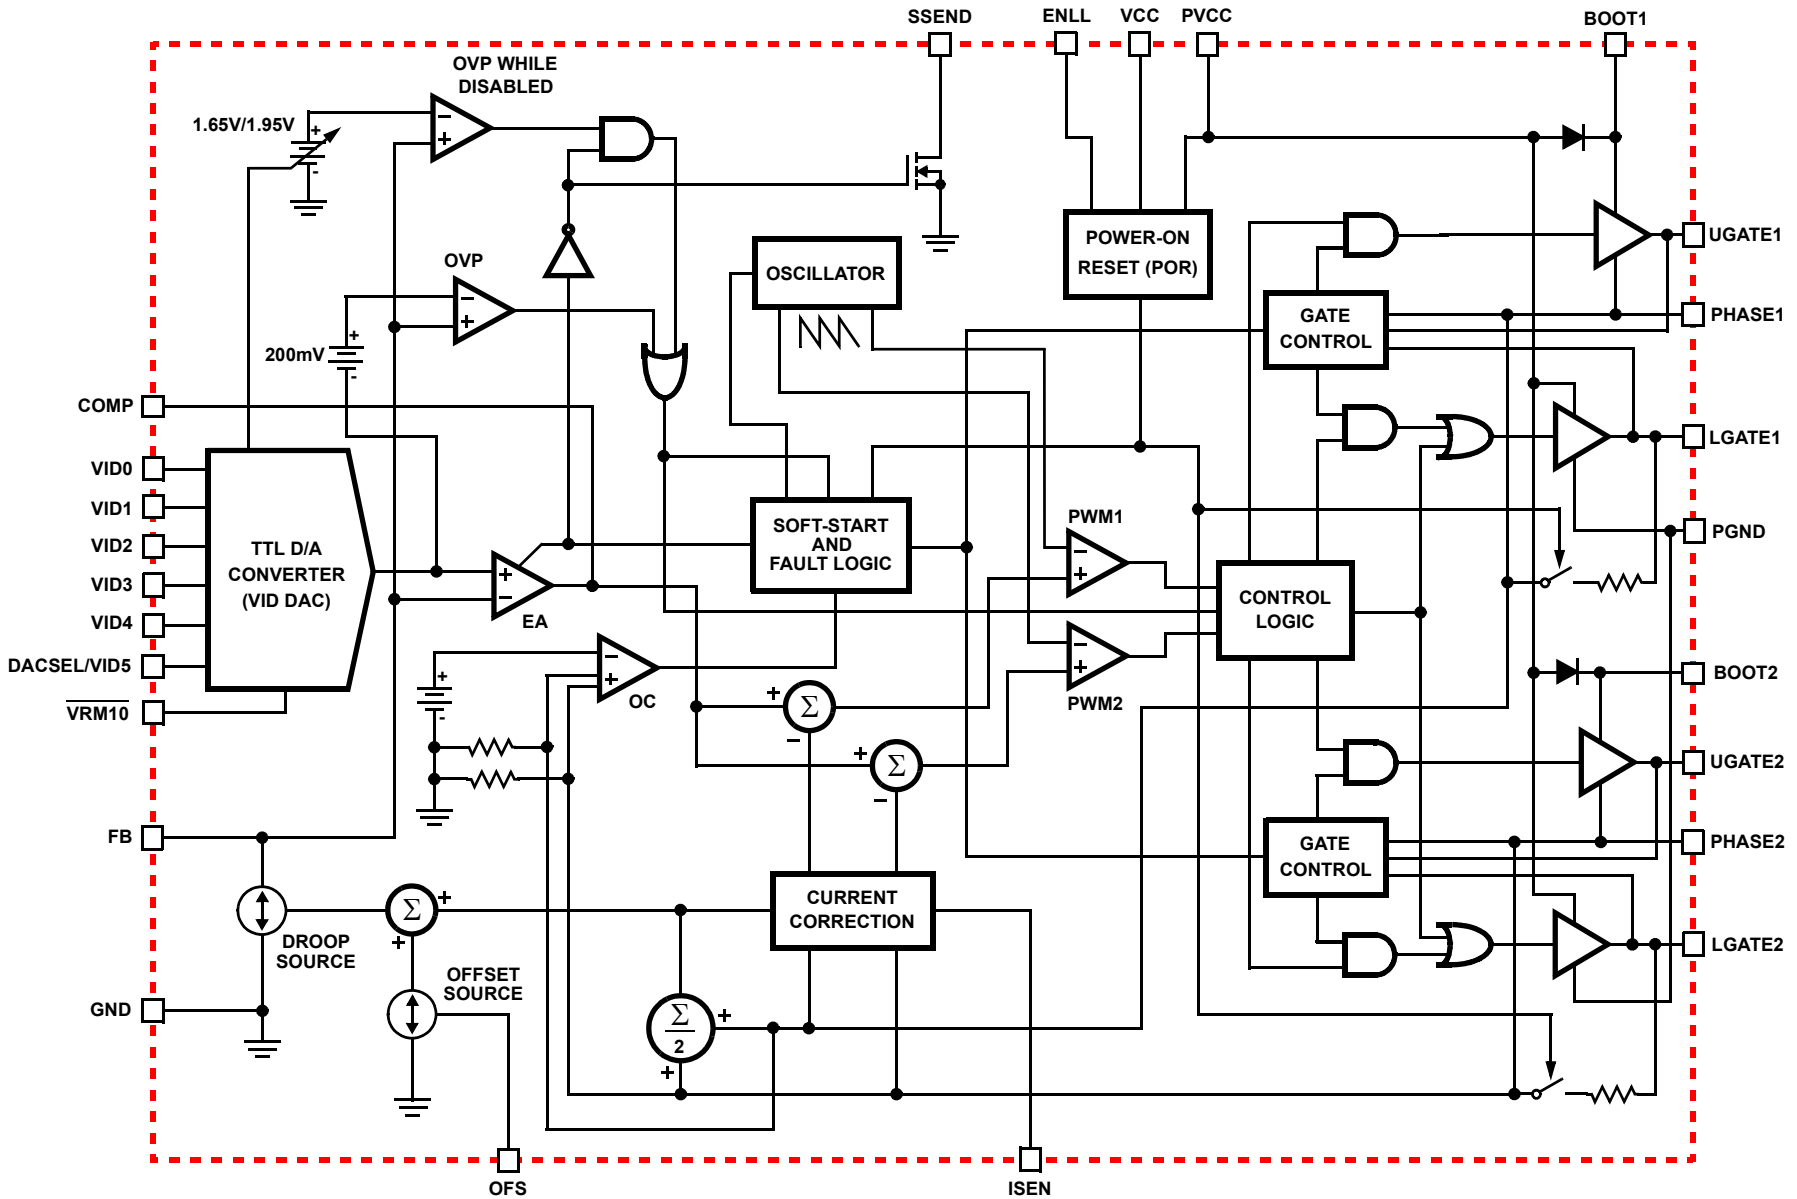 SSEND
ENLL
VCC
PVCC
BOOT1
OVP WHILE
DISABLED
1.65V/1.95V
+
-
−
+
OVP
−
+
200mV
+
-
OSCILLATOR
POWER-ON
RESET (POR)
UGATE1
GATE
CONTROL
PHASE1
COMP
LGATE1
VID0
VID1
VID2
VID3
VID4
DACSEL/VID5
VRM10
TTL D/A
CONVERTER
(VID DAC)
+
−
EA
SOFT-START
AND
FAULT LOGIC
PWM1
−
+
PGND
CONTROL
LOGIC
−
+
PWM2
+
-
−
+
OC
+
Σ
−
+
Σ
−
BOOT2
UGATE2
FB
GATE
CONTROL
PHASE2
CURRENT
CORRECTION
Σ
+
+
DROOP
SOURCE
LGATE2
OFFSET
SOURCE
GND
Σ
2
+
+
OFS
ISEN